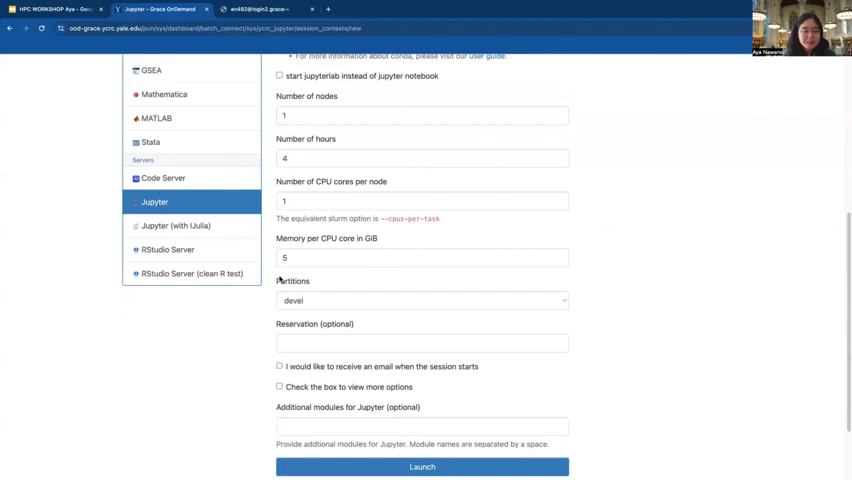 HPC WORKSHOP Aya - Goo
Jupyter - Grace OnDemand
an492@login2.grace:~
ood-grace.ycrc.yale.edu/pun/sys/dashboard/batch_connect/sys/ycrc_jupyter/session_contexts/new
Aya Nawano
• For more information about conda, please visit our user guide.
GSEA
start jupyterlab instead of jupyter notebook
Mathematica
Number of nodes
1
MATLAB
Number of hours
Stata
4
Servers
Code Server
Number of CPU cores per node
Jupyter
1
The equivalent slurm option is --cpus-per-task
Jupyter (with IJulia)
Memory per CPU core in GiB
RStudio Server
5
RStudio Server (clean R test)
Partitions
devel
Reservation (optional)
I would like to receive an email when the session starts
Check the box to view more options
Additional modules for Jupyter (optional)
Provide addtional modules for Jupyter. Module names are separated by a space.
Launch